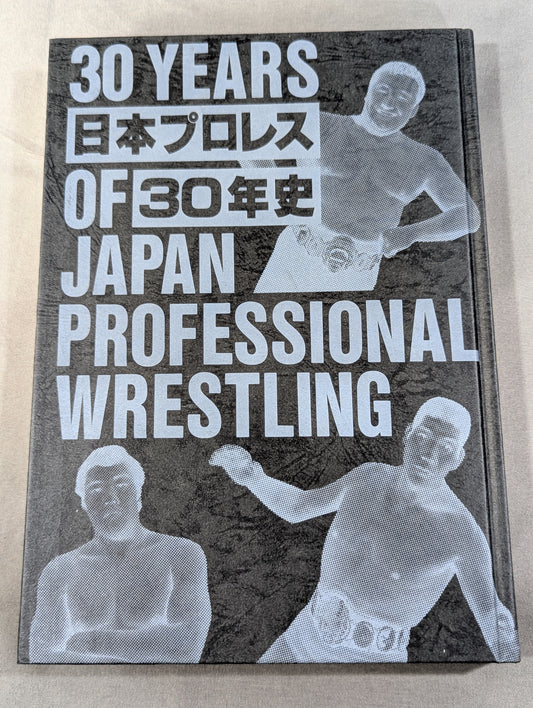 30 YEARS
日本プロレス
OF 30年史
JAPAN
PROFESSIONAL
WRESTLING